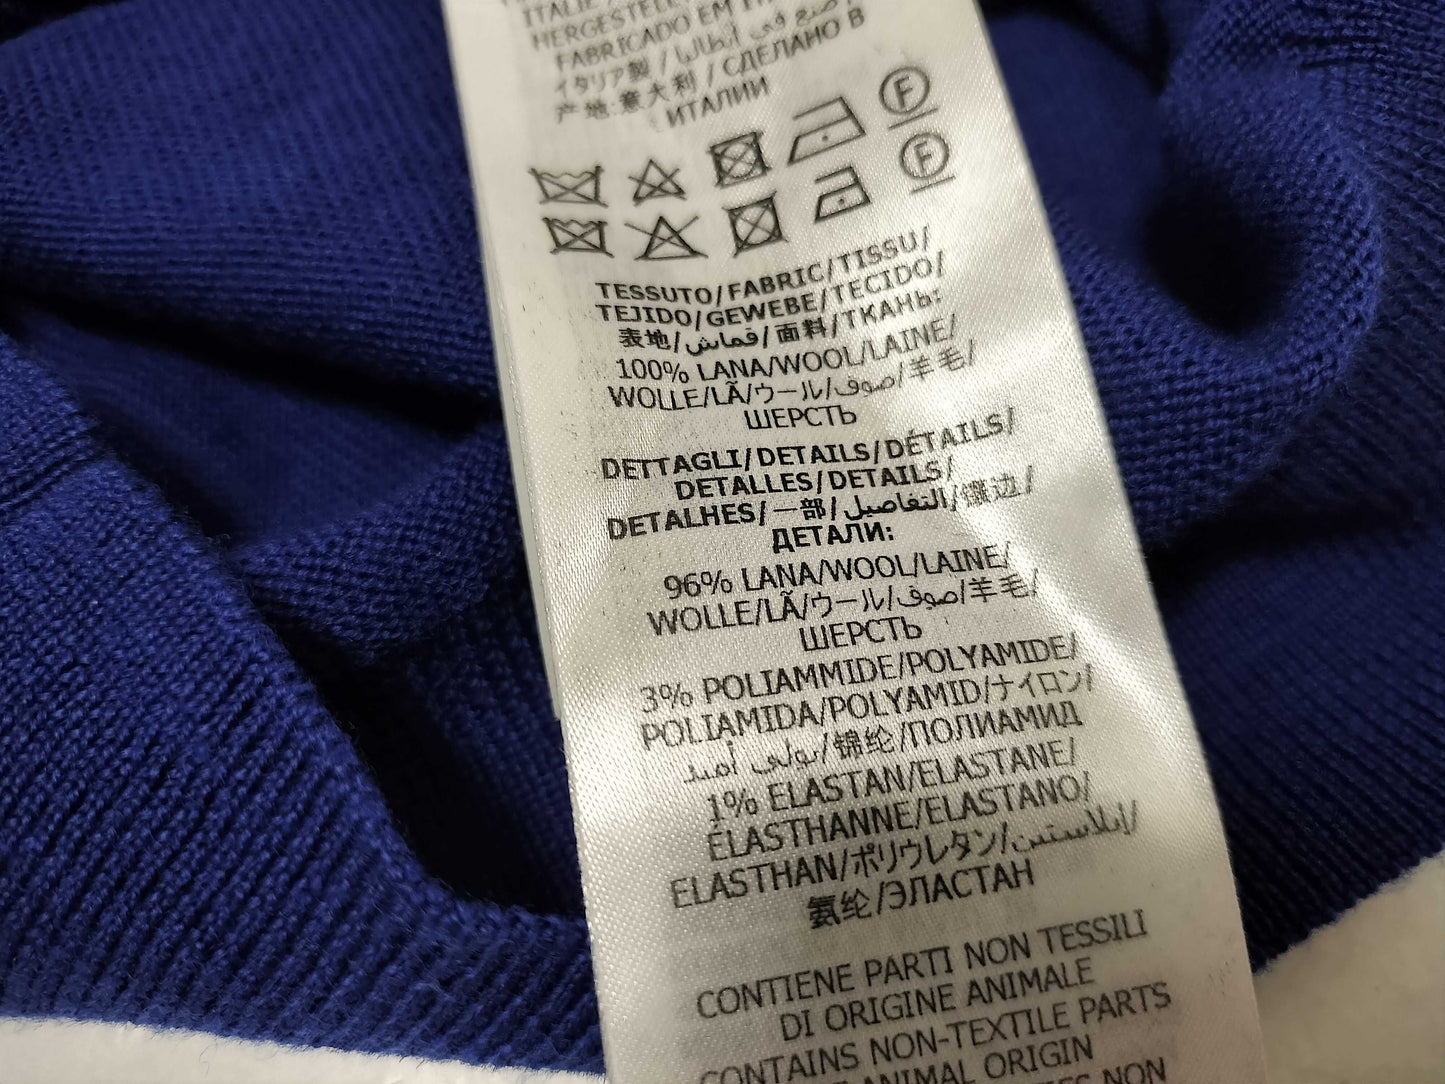 ITALIE
HERGESTELLT
FABRICADO EM
イタリア製 / صنع في إيطاليا
产地:意大利 / СДЕЛАНО В
ИТАЛИИ
F
F
TESSUTO/FABRIC/TISSU/
TEJIDO/GEWEBE/TECIDO/
表地/قماش/面料/ТКАНЬ:
100% LANA/WOOL/LAINE/
WOLLE/LÃ/ウール/صوف/羊毛/
ШЕРСТЬ
DETTAGLI/DETAILS/DÉTAILS/
DETALLES/DETAILS/
DETALHES/一部/التفاصيل/镶边/
ДЕТАЛИ:
96% LANA/WOOL/LAINE/
WOLLE/LÃ/ウール/صوف/羊毛/
ШЕРСТЬ
3% POLIAMMIDE/POLYAMIDE/
POLIAMIDA/POLYAMID/ナイロン/
بولي أميد/锦纶/ПОЛИАМИД
1% ELASTAN/ELASTANE/
ÉLASTHANNE/ELASTANO/
ELASTHAN/ポリウレタン/إيلاستين/
氨纶/ЭЛАСТАН
CONTIENE PARTI NON TESSILI
DI ORIGINE ANIMALE
CONTAINS NON-TEXTILE PARTS
ANIMAL ORIGIN
NON